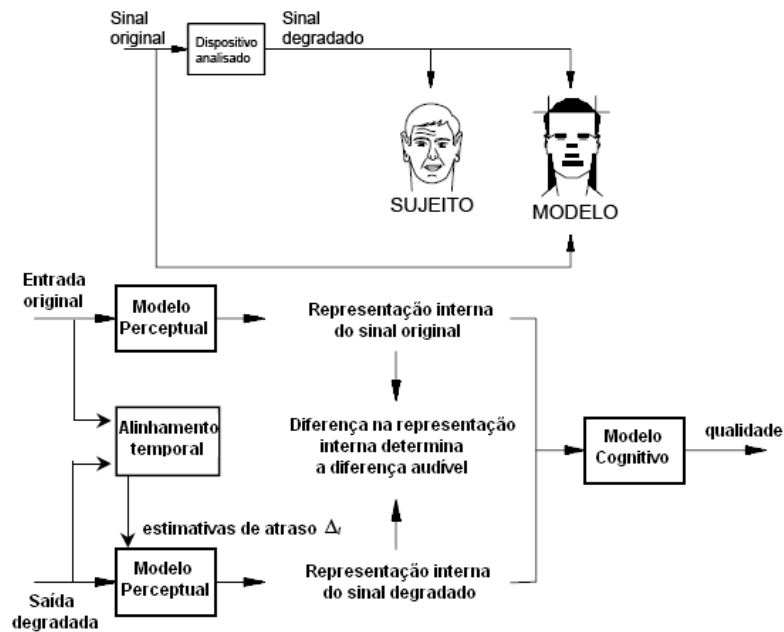 Sinal
original
Dispositivo
analisado
Sinal
degradado
SUJEITO
MODELO
Entrada
original
Modelo
Perceptual
Representação interna
do sinal original
Alinhamento
temporal
Diferença na representação
interna determina
a diferença audível
Modelo
Cognitivo
qualidade
estimativas de atraso Δi
Modelo
Perceptual
Representação interna
do sinal degradado
Saída
degradada